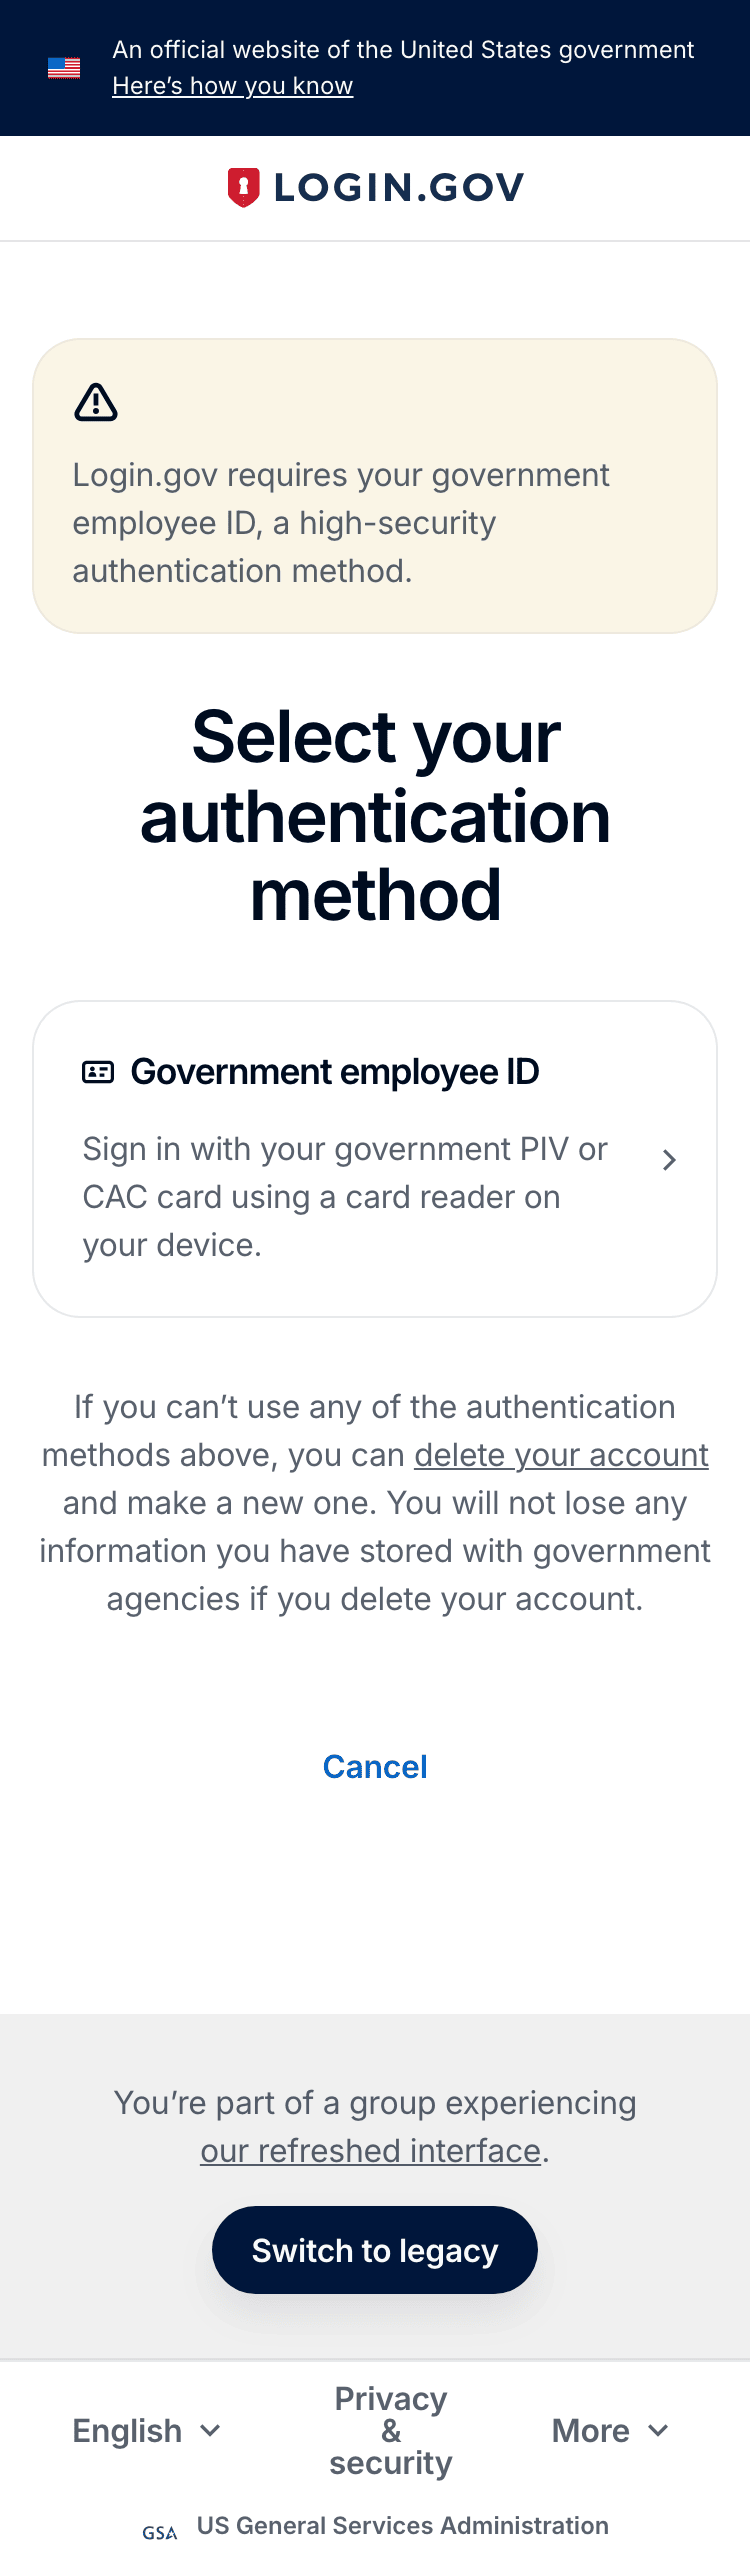 An official website of the United States government
Here’s how you know
LOGIN.GOV
Login.gov requires your government
employee ID, a high-security
authentication method.
Select your
authentication
method
Government employee ID
Sign in with your government PIV or
CAC card using a card reader on
your device.
If you can’t use any of the authentication
methods above, you can delete your account
and make a new one. You will not lose any
information you have stored with government
agencies if you delete your account.
Cancel
You’re part of a group experiencing
our refreshed interface.
Switch to legacy
English
Privacy
&
security
More
GSA US General Services Administration